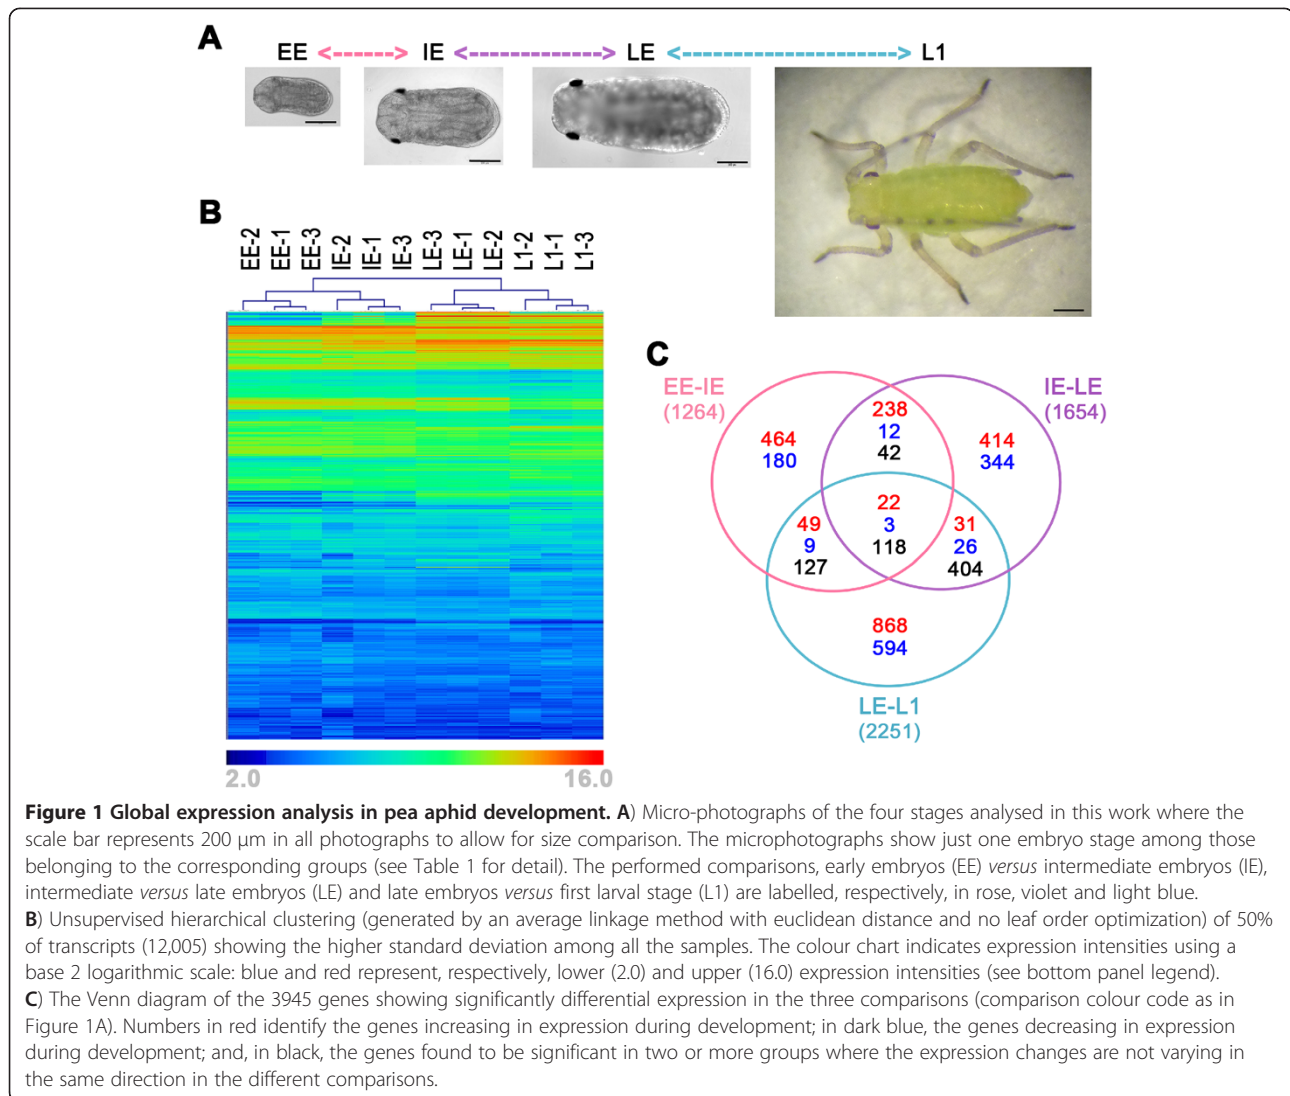 A
EE IE LE L1
B
EE-2 EE-1 EE-3 IE-2 IE-1 IE-3 LE-3 LE-1 LE-2 L1-2 L1-1 L1-3
2.0 16.0
C
EE-IE
(1264)
IE-LE
(1654)
238
12
42
464
180
414
344
22
3
118
49
9
127
31
26
404
868
594
LE-L1
(2251)
Figure 1 Global expression analysis in pea aphid development. A) Micro-photographs of the four stages analysed in this work where the
scale bar represents 200 μm in all photographs to allow for size comparison. The microphotographs show just one embryo stage among those
belonging to the corresponding groups (see Table 1 for detail). The performed comparisons, early embryos (EE) versus intermediate embryos (IE),
intermediate versus late embryos (LE) and late embryos versus first larval stage (L1) are labelled, respectively, in rose, violet and light blue.
B) Unsupervised hierarchical clustering (generated by an average linkage method with euclidean distance and no leaf order optimization) of 50%
of transcripts (12,005) showing the higher standard deviation among all the samples. The colour chart indicates expression intensities using a
base 2 logarithmic scale: blue and red represent, respectively, lower (2.0) and upper (16.0) expression intensities (see bottom panel legend).
C) The Venn diagram of the 3945 genes showing significantly differential expression in the three comparisons (comparison colour code as in
Figure 1A). Numbers in red identify the genes increasing in expression during development; in dark blue, the genes decreasing in expression
during development; and, in black, the genes found to be significant in two or more groups where the expression changes are not varying in
the same direction in the different comparisons.